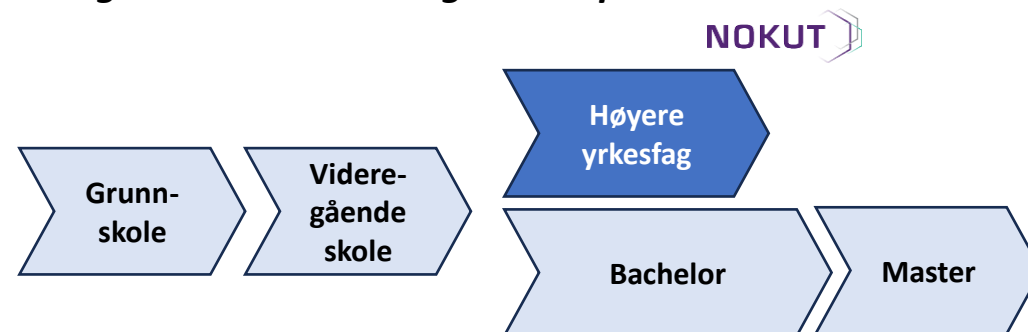 NOKUT
Høyere
yrkesfag
Grunn-
skole
Videre-
gående
skole
Bachelor
Master